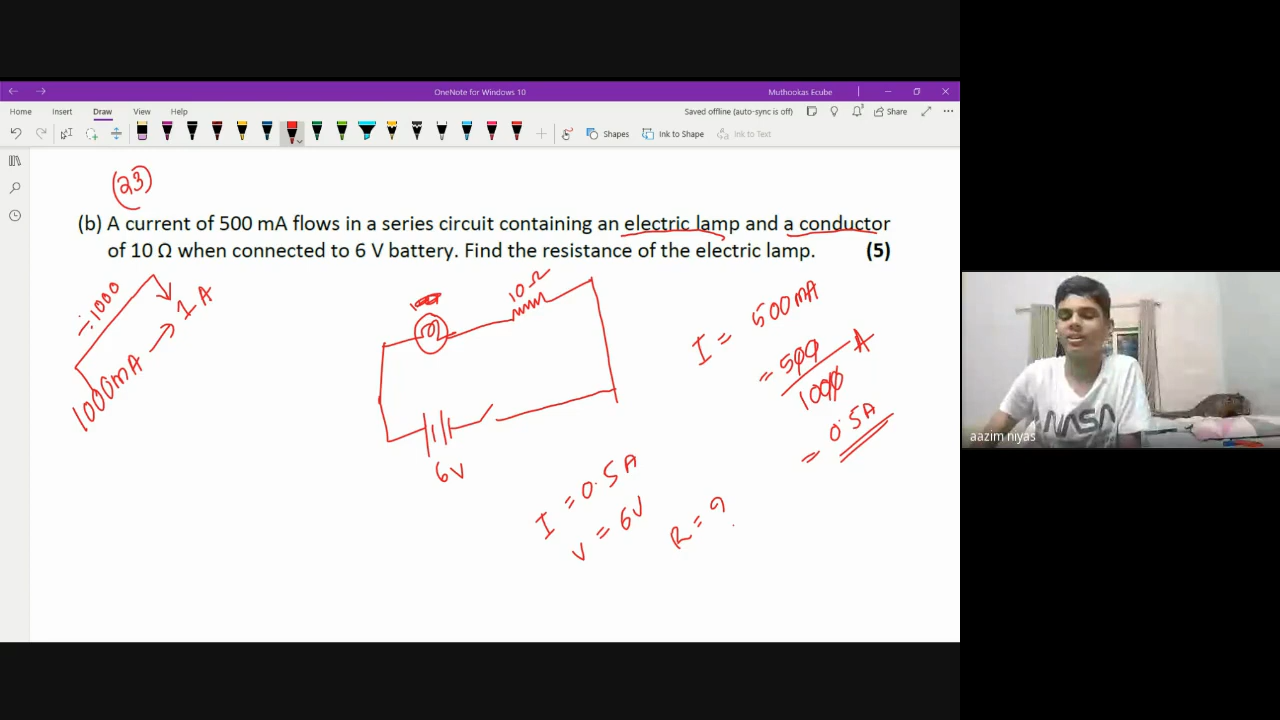 OneNote for Windows 10
Muthookas Ecube
Home Insert Draw View Help
Saved offline (auto-sync is off)
Share
Shapes
Ink to Shape
Ink to Text
(23)
(b) A current of 500 mA flows in a series circuit containing an electric lamp and a conductor
of 10 Ω when connected to 6 V battery. Find the resistance of the electric lamp. (5)
÷1000
1000mA → 1A
10Ω
6V
I = 500mA
= 500/1000 A
= 0.5A
I = 0.5A
V = 6V
R = ?
NASA
aazim niyas